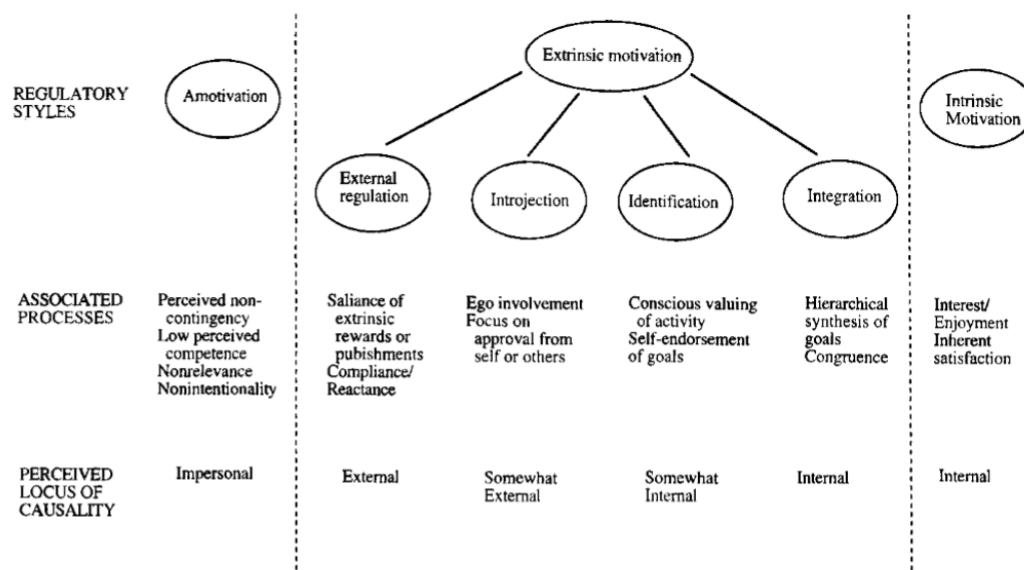 Extrinsic motivation
REGULATORY
STYLES
Amotivation
Intrinsic
Motivation
External
regulation
Introjection
Identification
Integration
ASSOCIATED
PROCESSES
Perceived non-
contingency
Low perceived
competence
Nonrelevance
Nonintentionality
Saliance of
extrinsic
rewards or
pubishments
Compliance/
Reactance
Ego involvement
Focus on
approval from
self or others
Conscious valuing
of activity
Self-endorsement
of goals
Hierarchical
synthesis of
goals
Congruence
Interest/
Enjoyment
Inherent
satisfaction
PERCEIVED
LOCUS OF
CAUSALITY
Impersonal
External
Somewhat
External
Somewhat
Internal
Internal
Internal